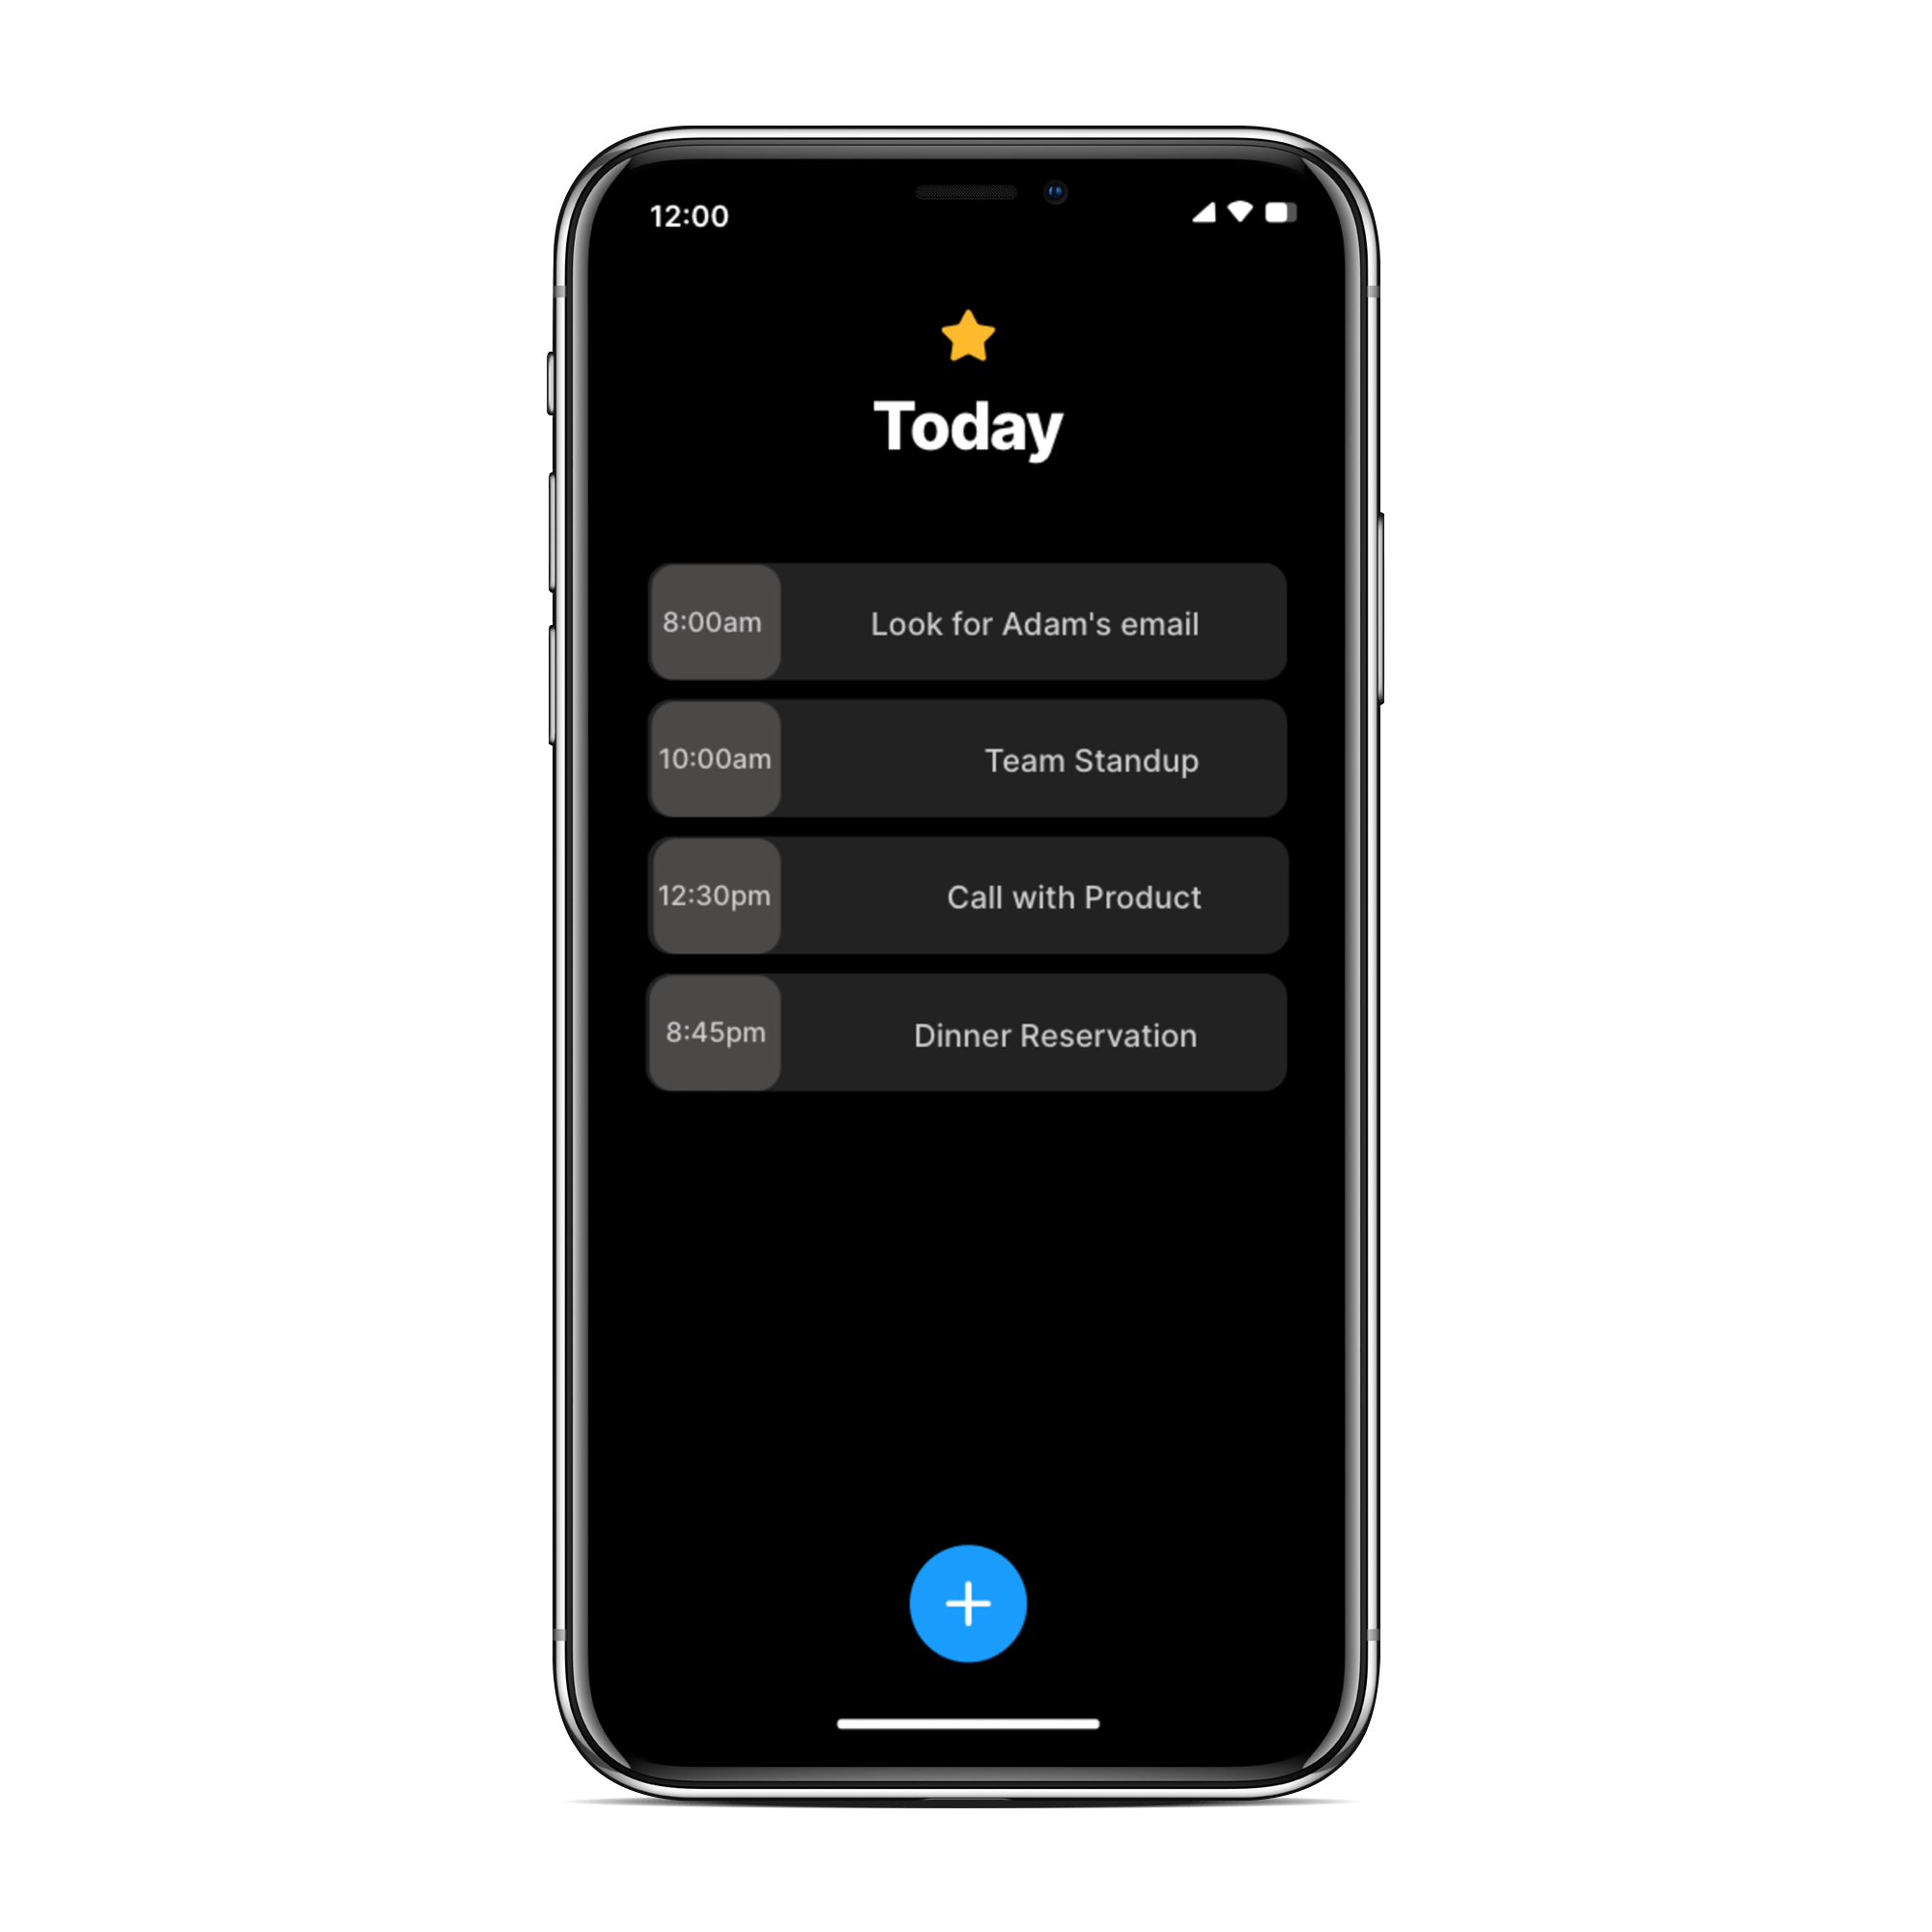 12:00
Today
8:00am Look for Adam's email
10:00am Team Standup
12:30pm Call with Product
8:45pm Dinner Reservation